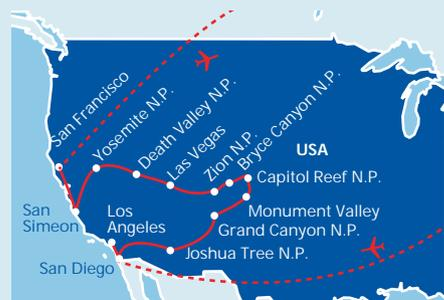 San Francisco
Yosemite N.P.
Death Valley N.P.
Las Vegas
Zion N.P.
Bryce Canyon N.P.
USA
Capitol Reef N.P.
Monument Valley
Grand Canyon N.P.
Joshua Tree N.P.
San
Simeon
Los
Angeles
San Diego